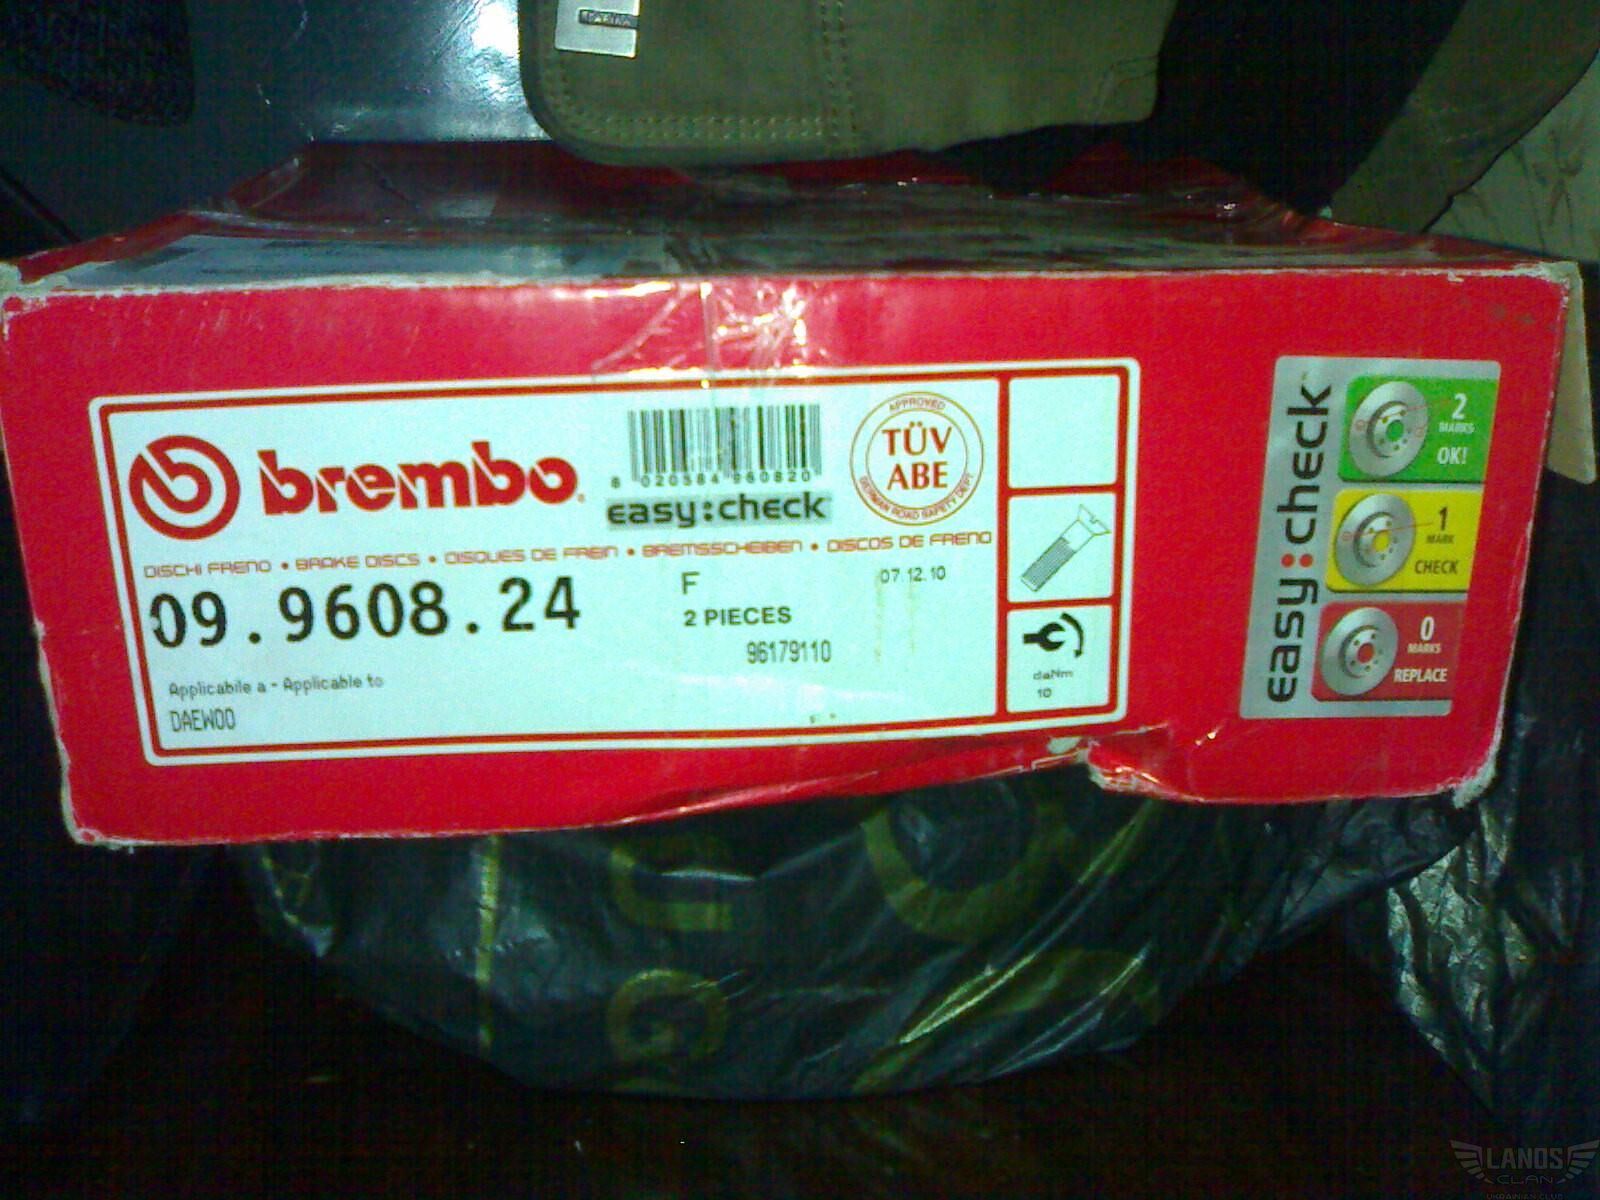 brembo
8 020584 960820
easy:check
APPROVED
TÜV
ABE
GERMAN ROAD SAFETY DEPT.
DISCHI FRENO • BRAKE DISCS • DISQUES DE FREIN • BREMSSCHEIBEN • DISCOS DE FRENO
09.9608.24
F
07.12.10
2 PIECES
96179110
Applicabile a - Applicable to
DAEWOO
daNm
10
easy:check
2
MARKS
OK!
1
MARK
CHECK
0
MARKS
REPLACE
LANOS
CLAN
UKRAINIAN CLUB